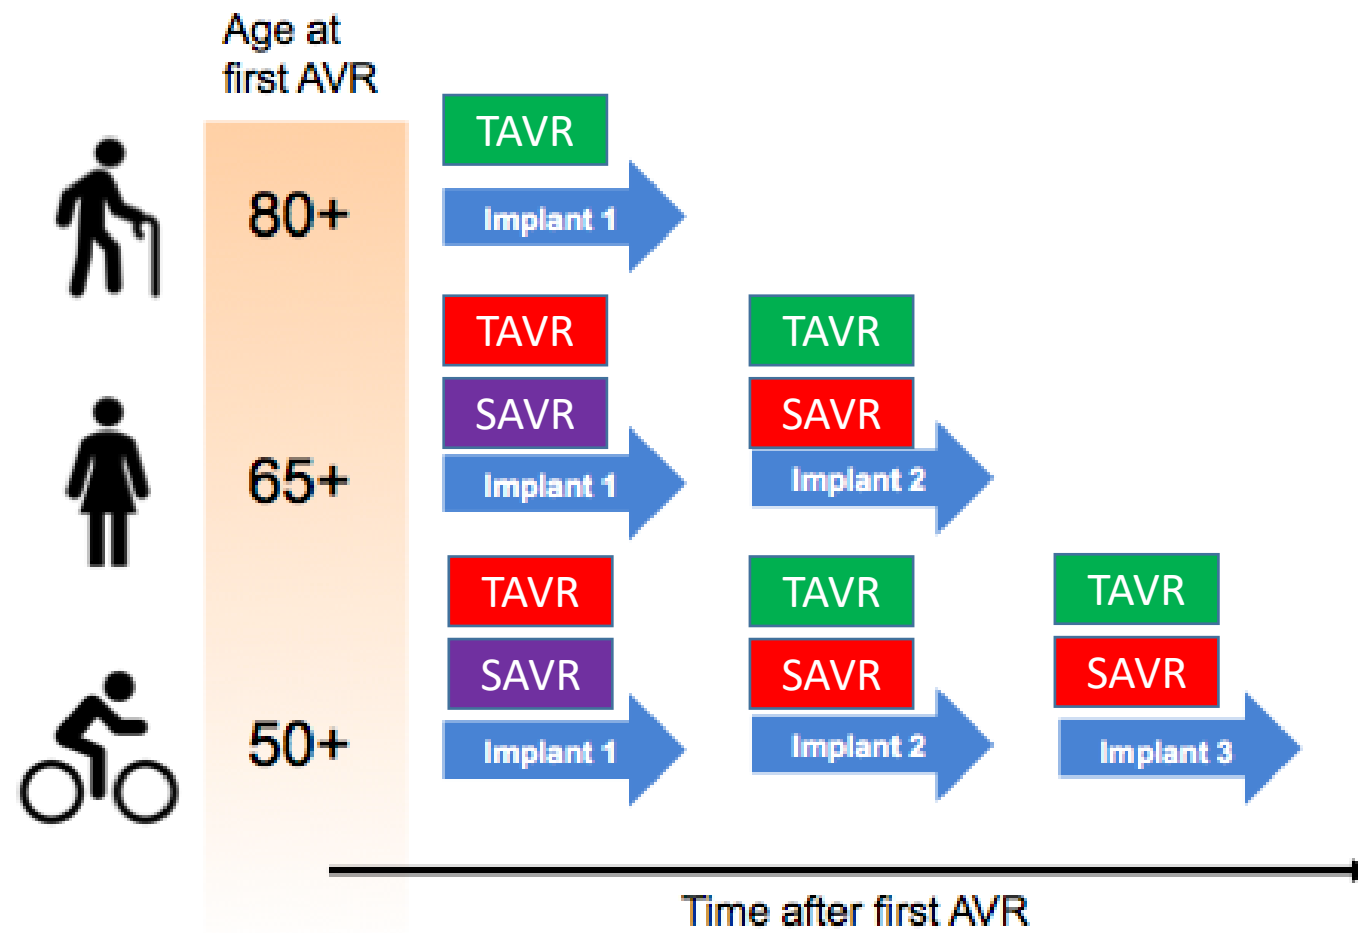 Age at
first AVR
TAVR
80+
Implant 1
TAVR
TAVR
SAVR
SAVR
65+
Implant 1
Implant 2
TAVR
TAVR
TAVR
SAVR
SAVR
SAVR
50+
Implant 1
Implant 2
Implant 3
Time after first AVR